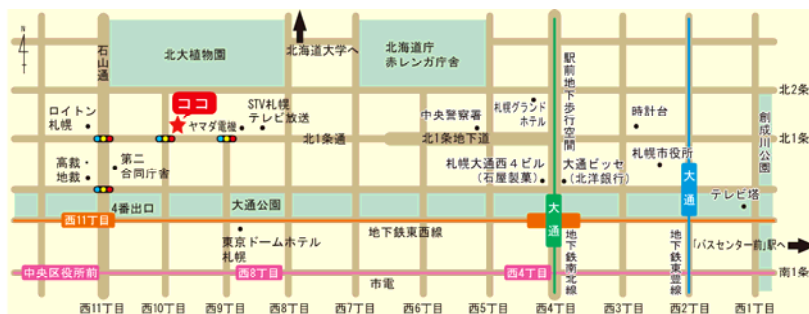 N
石山通
北大植物園
北海道大学へ
北海道庁
赤レンガ庁舎
駅前地下歩行空間
北2条
ココ
ロイトン
札幌
ヤマダ電機
STV札幌
テレビ放送
中央警察署
札幌グランド
ホテル
時計台
創成川公園
北1条通
北1条地下道
北1条
高裁・
地裁
第二
合同庁舎
札幌大通西4ビル
(石屋製菓)
大通ビッセ
(北洋銀行)
札幌市役所
大通
大通
4番出口
大通公園
テレビ塔
西11丁目
東京ドームホテル
札幌
地下鉄東西線
地下鉄南北線
地下鉄東豊線
「バスセンター前」駅へ
中央区役所前
西8丁目
市電
西4丁目
南1条
西11丁目
西10丁目
西9丁目
西8丁目
西7丁目
西6丁目
西5丁目
西4丁目
西3丁目
西2丁目
西1丁目